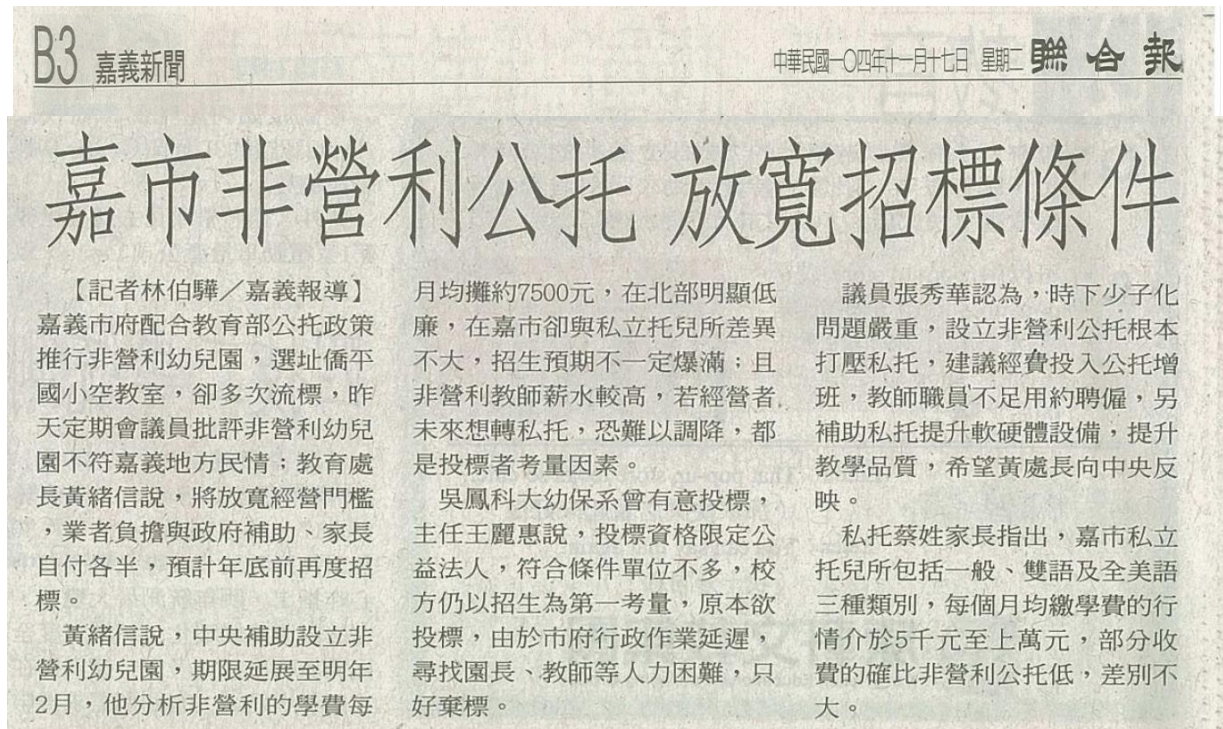 B3 嘉義新聞
中華民國一〇四年十一月十七日 星期二 聯合報
嘉市非營利公托 放寬招標條件
【記者林伯驊／嘉義報導】
嘉義市府配合教育部公托政策
推行非營利幼兒園，選址僑平
國小空教室，卻多次流標，昨
天定期會議員批評非營利幼兒
園不符嘉義地方民情；教育處
長黃緒信說，將放寬經營門檻
，業者負擔與政府補助、家長
自付各半，預計年底前再度招
標。
黃緒信說，中央補助設立非
營利幼兒園，期限延展至明年
2月，他分析非營利的學費每
月均攤約7500元，在北部明顯低
廉，在嘉市卻與私立托兒所差異
不大，招生預期不一定爆滿；且
非營利教師薪水較高，若經營者
未來想轉私托，恐難以調降，都
是投標者考量因素。
吳鳳科大幼保系曾有意投標，
主任王麗惠說，投標資格限定公
益法人，符合條件單位不多，校
方仍以招生為第一考量，原本欲
投標，由於市府行政作業延遲，
尋找園長、教師等人力困難，只
好棄標。
議員張秀華認為，時下少子化
問題嚴重，設立非營利公托根本
打壓私托，建議經費投入公托增
班，教師職員不足用約聘僱，另
補助私托提升軟硬體設備，提升
教學品質，希望黃處長向中央反
映。
私托蔡姓家長指出，嘉市私立
托兒所包括一般、雙語及全美語
三種類別，每個月均繳學費的行
情介於5千元至上萬元，部分收
費的確比非營利公托低，差別不
大。